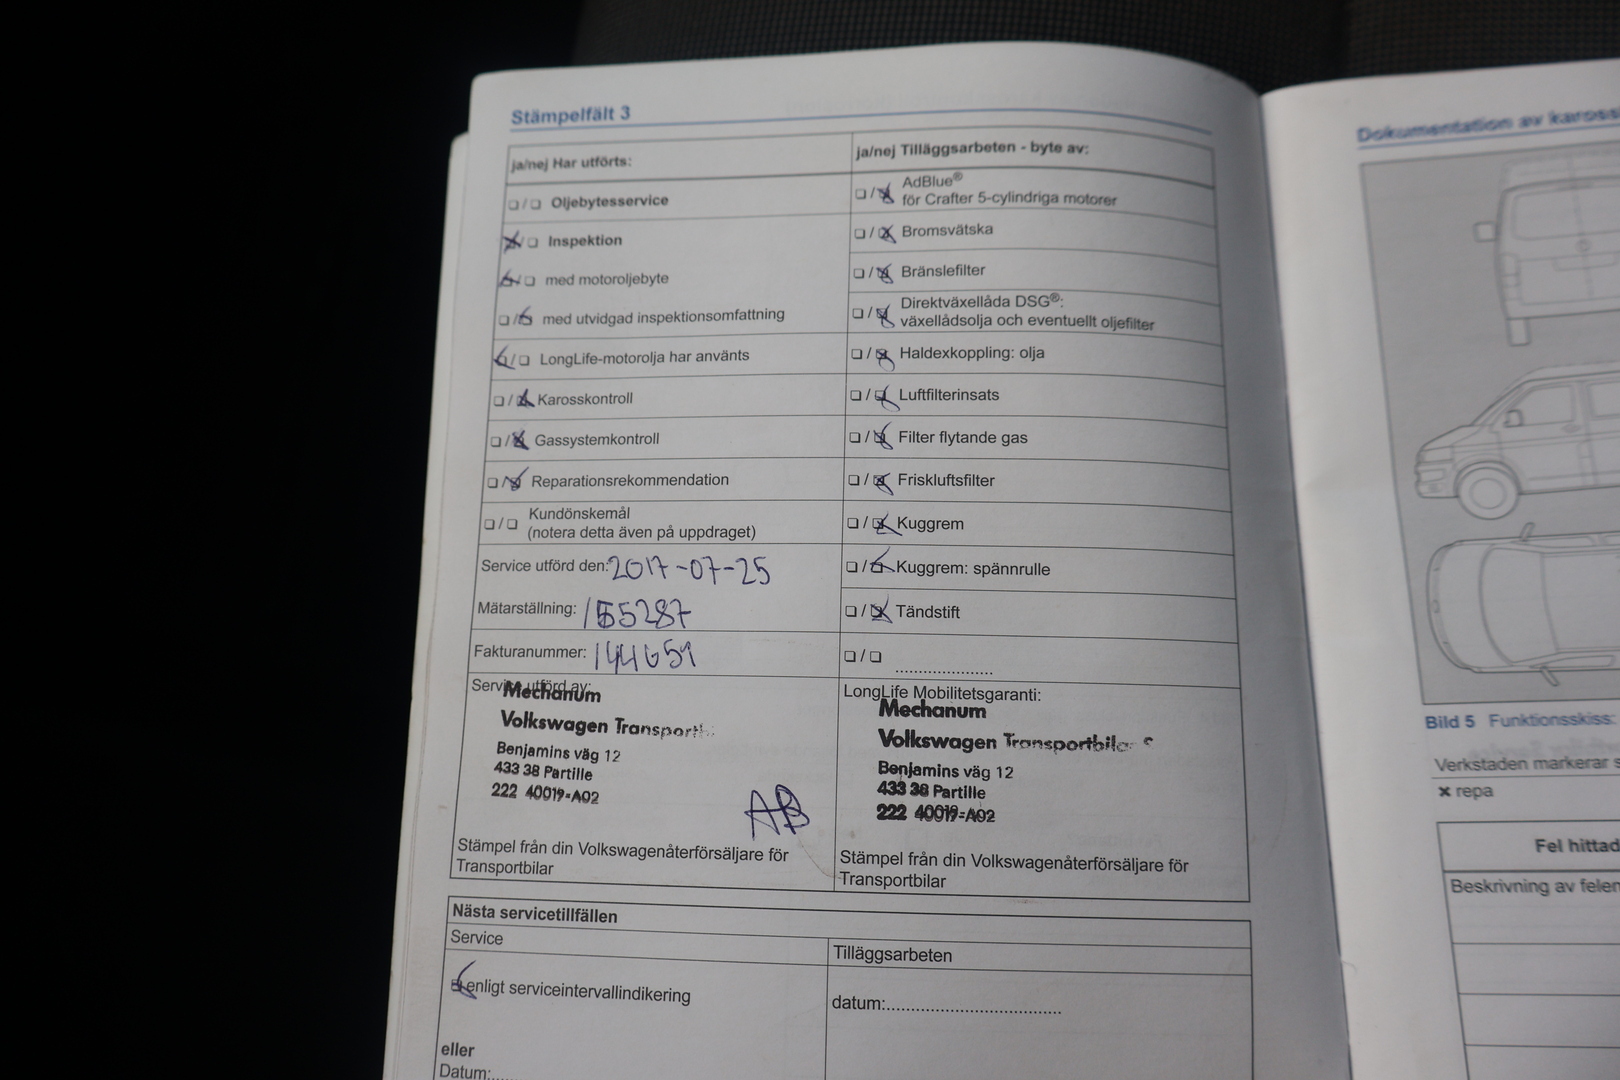 Stämpelfält 3
ja/nej Har utförts:
❏/❏ Oljebytesservice
❏/❏ Inspektion
❏/❏ med motoroljebyte
❏/❏ med utvidgad inspektionsomfattning
❏/❏ LongLife-motorolja har använts
❏/❏ Karosskontroll
❏/❏ Gassystemkontroll
❏/❏ Reparationsrekommendation
❏/❏ Kundönskemål
(notera detta även på uppdraget)
Service utförd den: 2017-07-25
Mätarställning: 155287
Fakturanummer: 144651
Service utförd av:
Mechanum
Volkswagen Transport
Benjamins väg 12
433 38 Partille
222 40019-A02
AB
Stämpel från din Volkswagenåterförsäljare för
Transportbilar
ja/nej Tilläggsarbeten - byte av:
❏/❏ AdBlue®
för Crafter 5-cylindriga motorer
❏/❏ Bromsvätska
❏/❏ Bränslefilter
❏/❏ Direktväxellåda DSG®:
växellådsolja och eventuellt oljefilter
❏/❏ Haldexkoppling: olja
❏/❏ Luftfilterinsats
❏/❏ Filter flytande gas
❏/❏ Friskluftsfilter
❏/❏ Kuggrem
❏/❏ Kuggrem: spännrulle
❏/❏ Tändstift
❏/❏ ......................
LongLife Mobilitetsgaranti:
Mechanum
Volkswagen Transportbilar
Benjamins väg 12
433 38 Partille
222 40019-A02
Stämpel från din Volkswagenåterförsäljare för
Transportbilar
Nästa servicetillfällen
Service
❏ enligt serviceintervallindikering
eller
Datum:....
Tilläggsarbeten
datum:...................................
Dokumentation av kaross
Bild 5 Funktionsskiss:
Verkstaden markerar s
✖ repa
Fel hittad
Beskrivning av felen